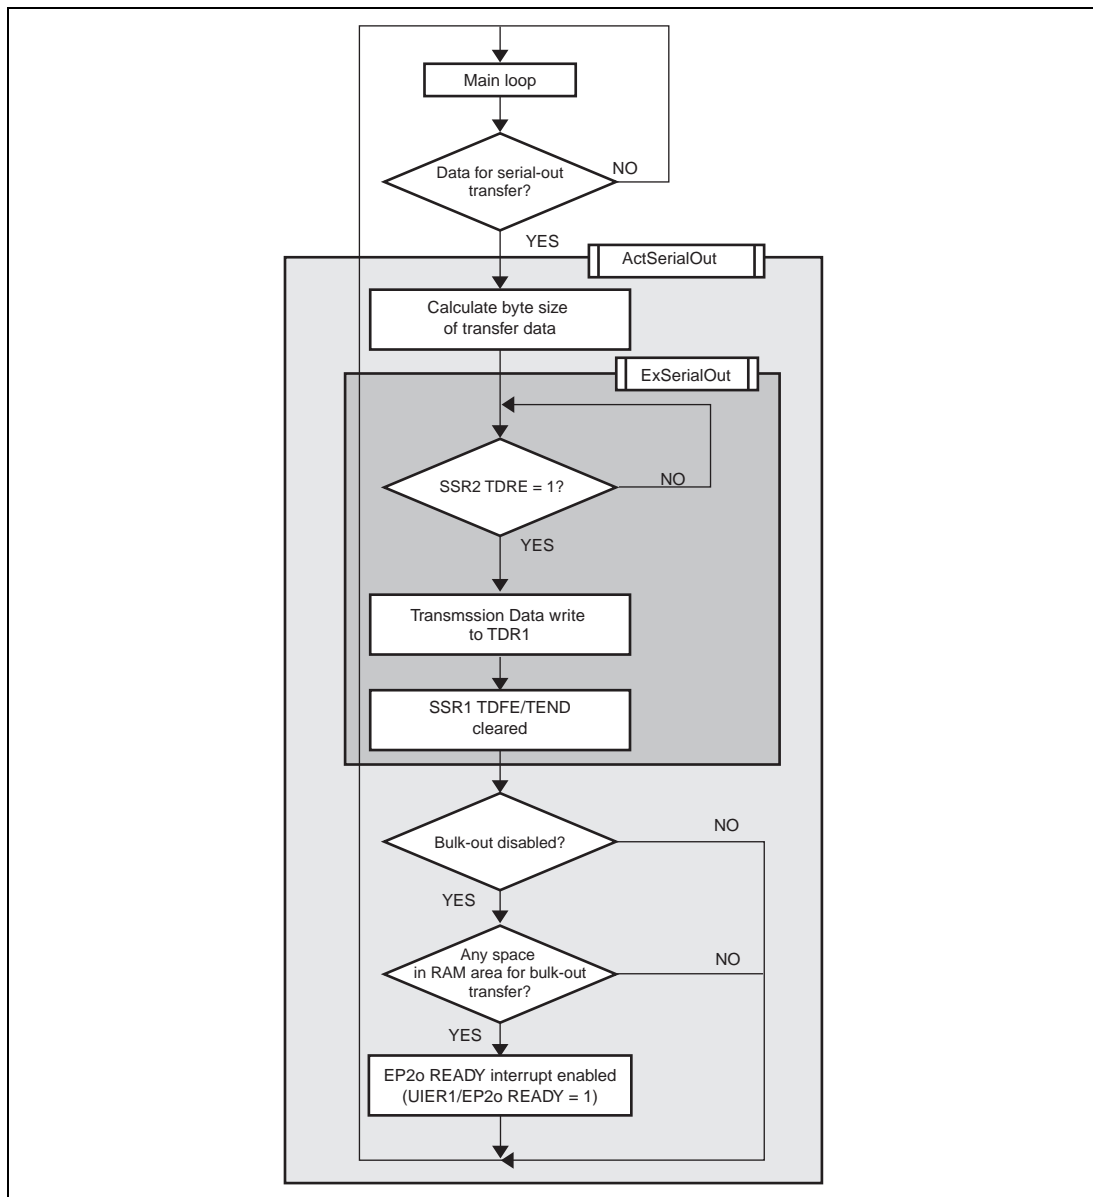 Main loop
Data for serial-out
transfer?
NO
YES
ActSerialOut
Calculate byte size
of transfer data
ExSerialOut
SSR2 TDRE = 1?
NO
YES
Transmssion Data write
to TDR1
SSR1 TDFE/TEND
cleared
Bulk-out disabled?
NO
YES
Any space
in RAM area for bulk-out
transfer?
NO
YES
EP2o READY interrupt enabled
(UIER1/EP2o READY = 1)